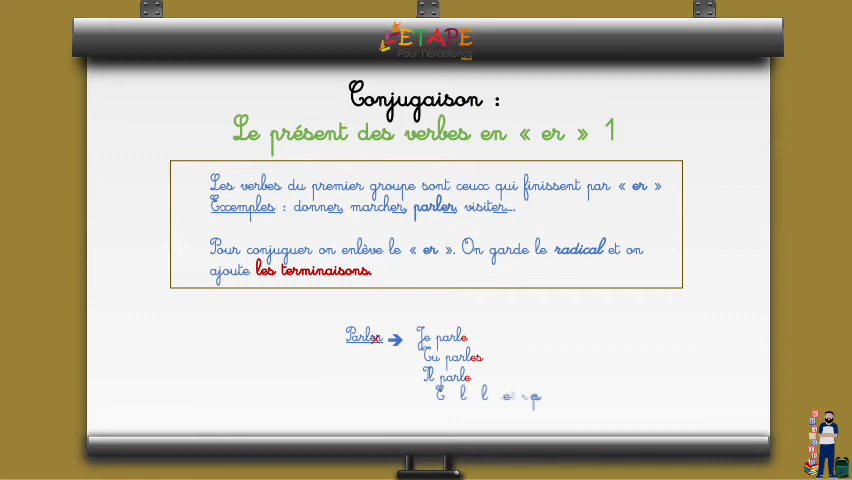 ETAPE
Pour l'excellence
Conjugaison :
Le présent des verbes en « er » 1
Les verbes du premier groupe sont ceux qui finissent par « er »
Exemples : donner, marcher, parler, visiter....
Pour conjuguer on enlève le « er ». On garde le radical et on
ajoute les terminaisons.
Parler ➔ Je parle
Tu parles
Il parle
E l l e